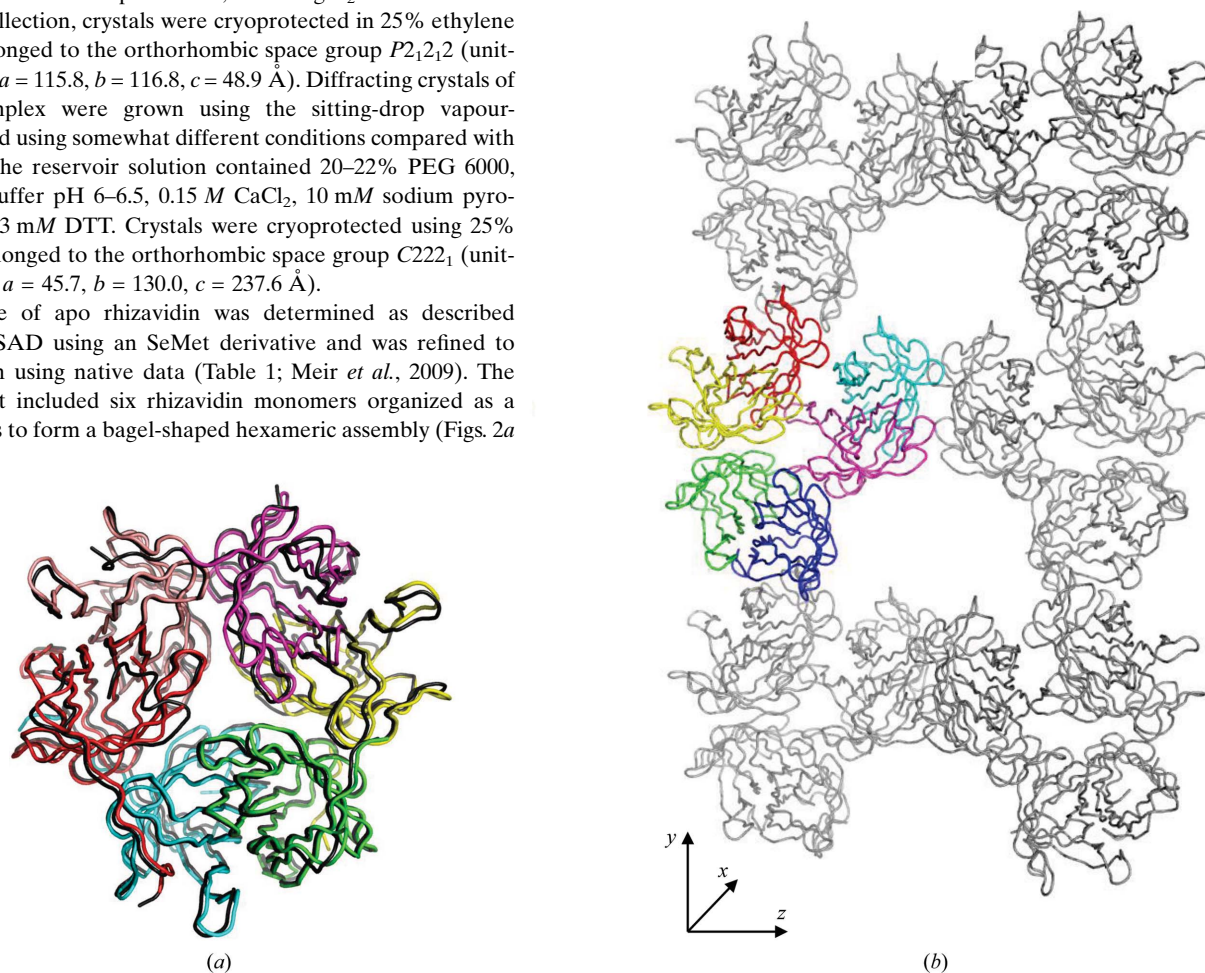 ollection, crystals were cryoprotected in 25% ethylene
onged to the orthorhombic space group P2₁2₁2 (unit-
a = 115.8, b = 116.8, c = 48.9 Å). Diffracting crystals of
mplex were grown using the sitting-drop vapour-
d using somewhat different conditions compared with
he reservoir solution contained 20–22% PEG 6000,
uffer pH 6–6.5, 0.15 M CaCl₂, 10 mM sodium pyro-
3 mM DTT. Crystals were cryoprotected using 25%
longed to the orthorhombic space group C222₁ (unit-
a = 45.7, b = 130.0, c = 237.6 Å).
e of apo rhizavidin was determined as described
SAD using an SeMet derivative and was refined to
n using native data (Table 1; Meir et al., 2009). The
t included six rhizavidin monomers organized as a
s to form a bagel-shaped hexameric assembly (Figs. 2a
y
x
z
(a)
(b)